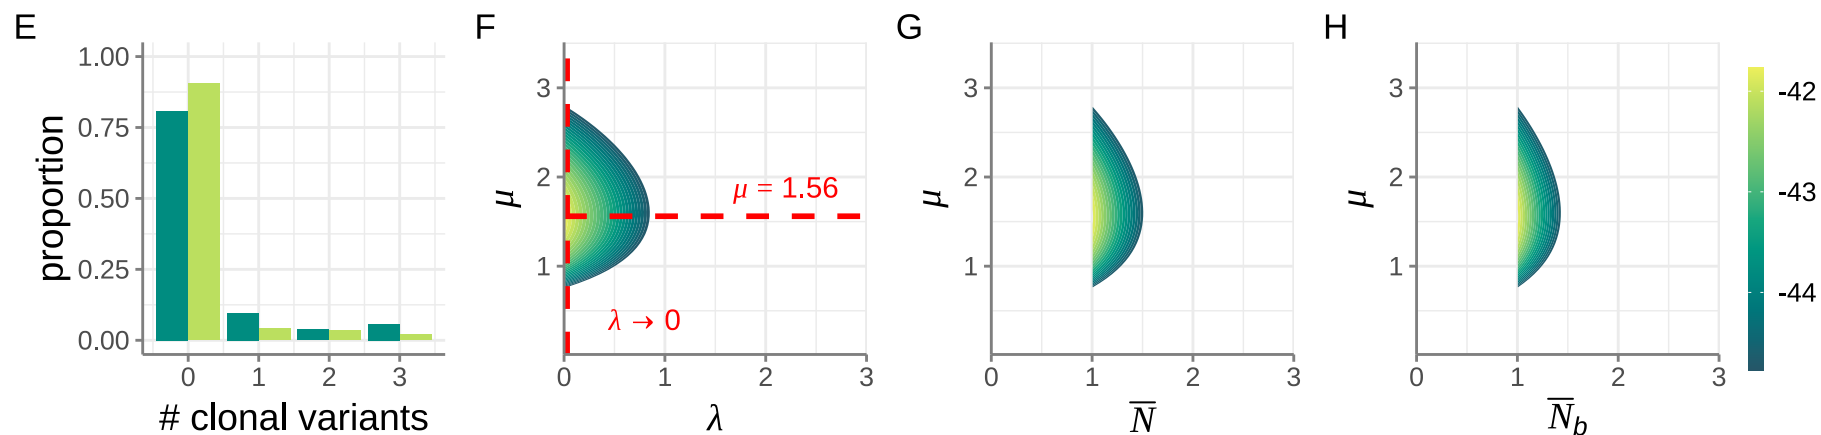 E
1.00
0.75
0.50
0.25
0.00
proportion
0 1 2 3
# clonal variants
F
3
2
1
μ
μ = 1.56
λ → 0
0 1 2 3
λ
G
3
2
1
μ
0 1 2 3
N̅
H
3
2
1
μ
0 1 2 3
N̅b
-42
-43
-44